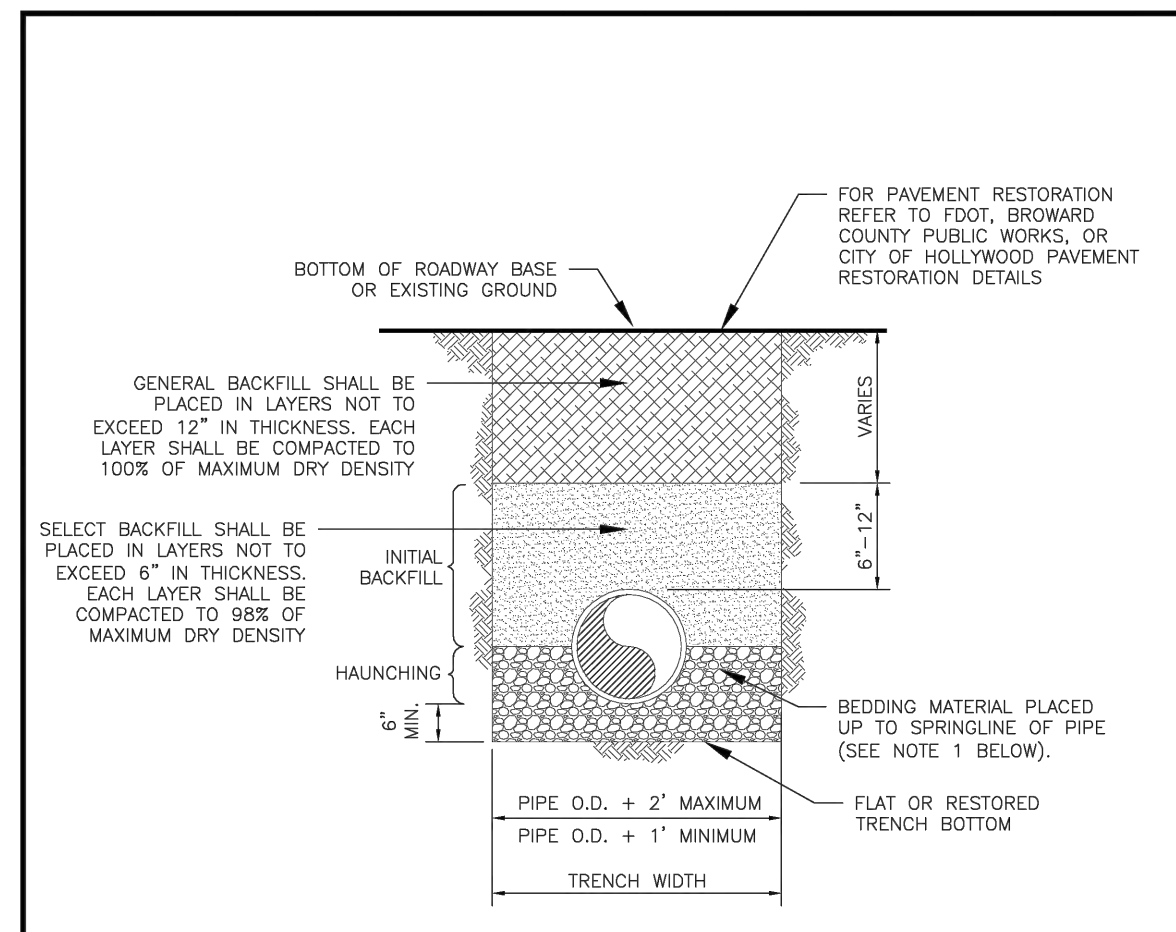 FOR PAVEMENT RESTORATION
REFER TO FDOT, BROWARD
COUNTY PUBLIC WORKS, OR
CITY OF HOLLYWOOD PAVEMENT
RESTORATION DETAILS
BOTTOM OF ROADWAY BASE
OR EXISTING GROUND
GENERAL BACKFILL SHALL BE
PLACED IN LAYERS NOT TO
EXCEED 12" IN THICKNESS. EACH
LAYER SHALL BE COMPACTED TO
100% OF MAXIMUM DRY DENSITY
VARIES
SELECT BACKFILL SHALL BE
PLACED IN LAYERS NOT TO
EXCEED 6" IN THICKNESS.
EACH LAYER SHALL BE
COMPACTED TO 98% OF
MAXIMUM DRY DENSITY
INITIAL
BACKFILL
6"-12"
HAUNCHING
6"
MIN.
BEDDING MATERIAL PLACED
UP TO SPRINGLINE OF PIPE
(SEE NOTE 1 BELOW).
FLAT OR RESTORED
TRENCH BOTTOM
PIPE O.D. + 2' MAXIMUM
PIPE O.D. + 1' MINIMUM
TRENCH WIDTH